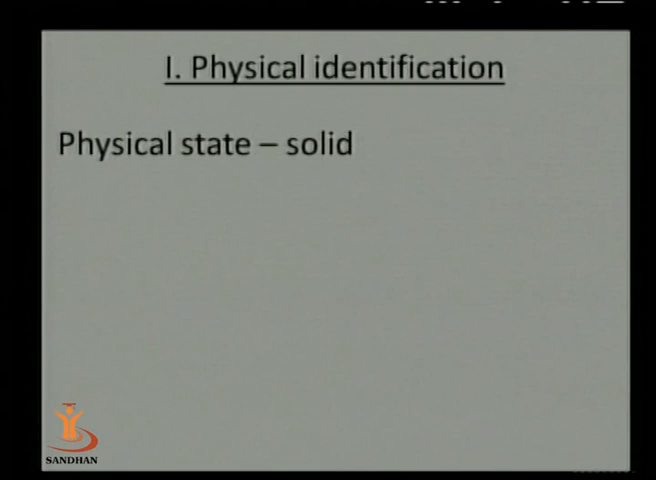 I. Physical identification
Physical state – solid
SANDHAN